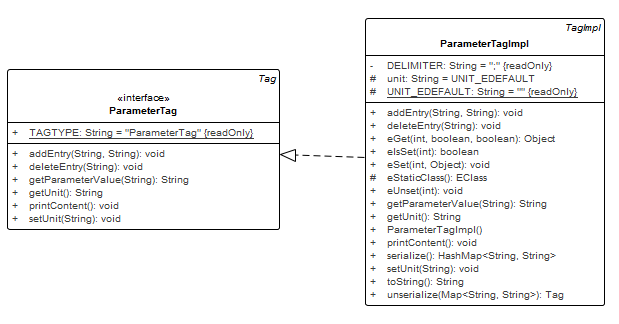 Tag
«interface»
ParameterTag
+ TAGTYPE: String = "ParameterTag" {readOnly}
+ addEntry(String, String): void
+ deleteEntry(String): void
+ getParameterValue(String): String
+ getUnit(): String
+ printContent(): void
+ setUnit(String): void
TagImpl
ParameterTagImpl
- DELIMITER: String = ";" {readOnly}
# unit: String = UNIT_EDEFAULT
# UNIT_EDEFAULT: String = "" {readOnly}
+ addEntry(String, String): void
+ deleteEntry(String): void
+ eGet(int, boolean, boolean): Object
+ eIsSet(int): boolean
+ eSet(int, Object): void
# eStaticClass(): EClass
+ eUnset(int): void
+ getParameterValue(String): String
+ getUnit(): String
+ ParameterTagImpl()
+ printContent(): void
+ serialize(): HashMap<String, String>
+ setUnit(String): void
+ toString(): String
+ unserialize(Map<String, String>): Tag